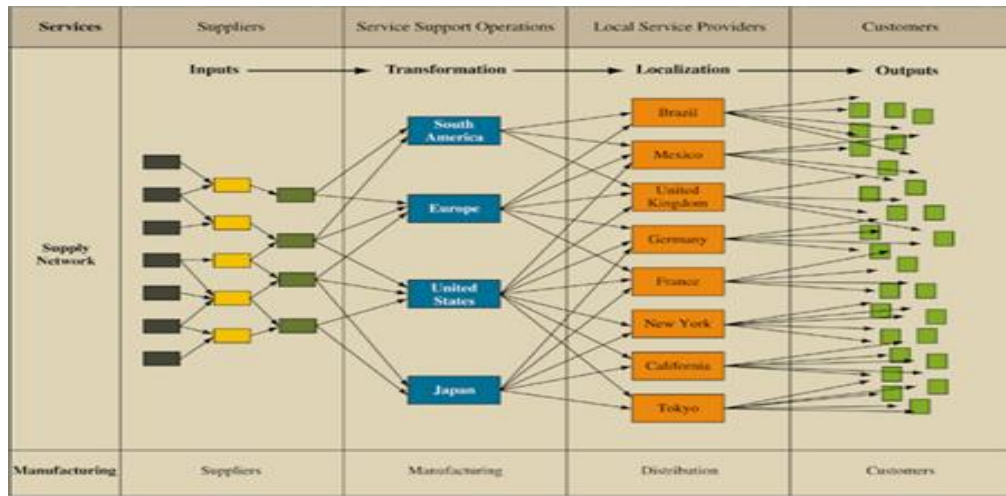 Services
Suppliers
Service Support Operations
Local Service Providers
Customers
Inputs
Transformation
Localization
Outputs
South
America
Europe
United
States
Japan
Brazil
Mexico
United
Kingdom
Germany
France
New York
California
Tokyo
Supply
Network
Manufacturing
Suppliers
Manufacturing
Distribution
Customers